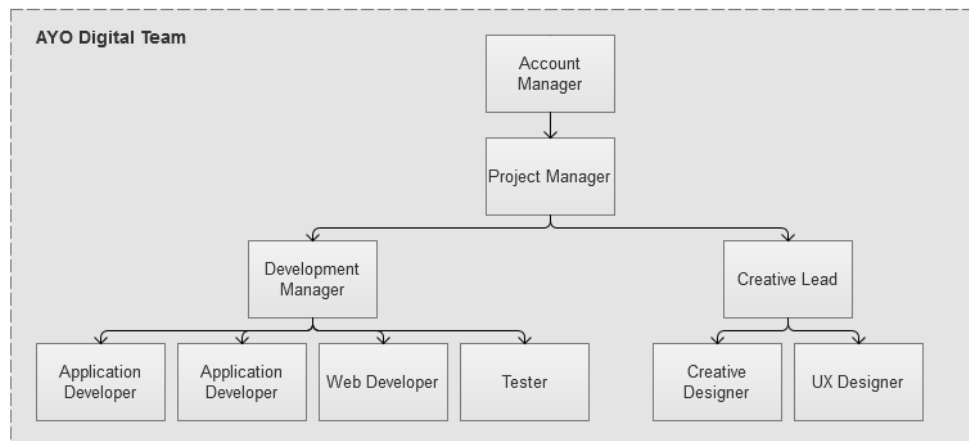 AYO Digital Team
Account
Manager
Project Manager
Development
Manager
Creative Lead
Application
Developer
Application
Developer
Web Developer
Tester
Creative
Designer
UX Designer